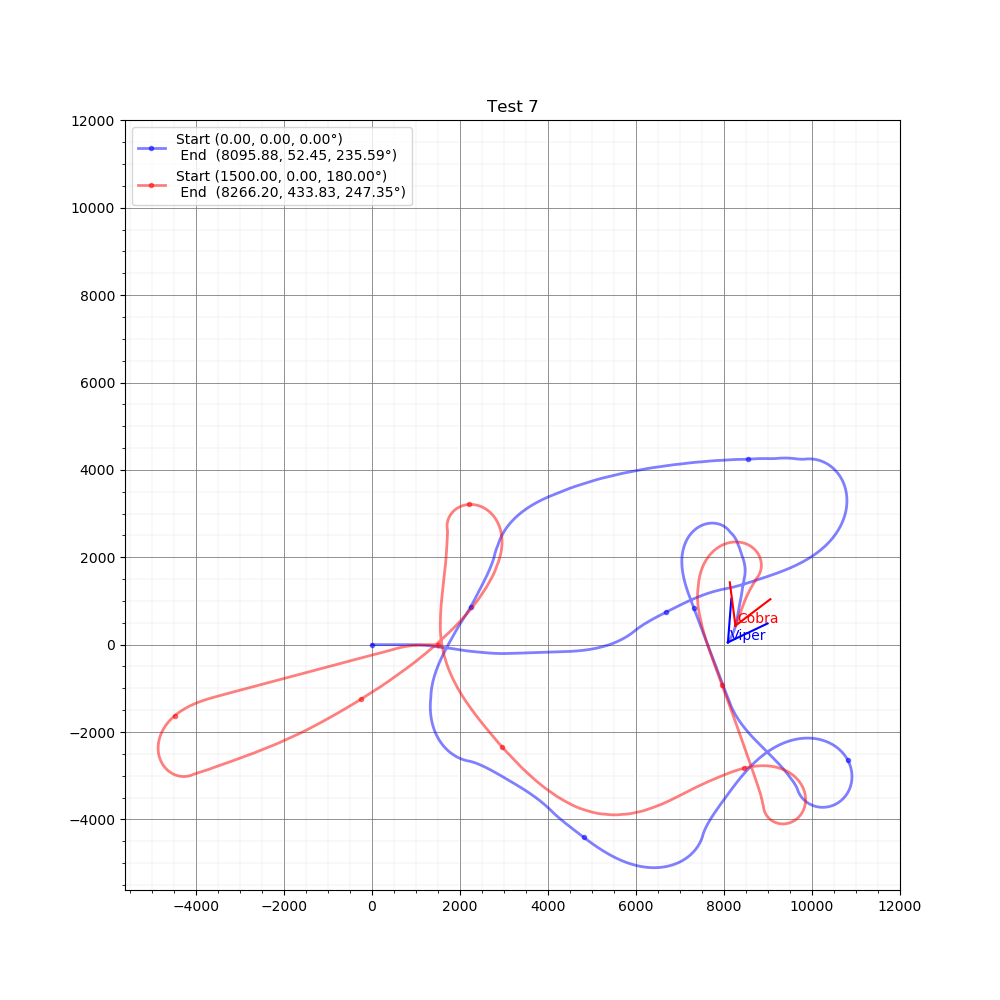 Test 7
Start (0.00, 0.00, 0.00°)
End (8095.88, 52.45, 235.59°)
Start (1500.00, 0.00, 180.00°)
End (8266.20, 433.83, 247.35°)
12000
10000
8000
6000
4000
2000
0
−2000
−4000
Cobra
Viper
−4000 −2000 0 2000 4000 6000 8000 10000 12000